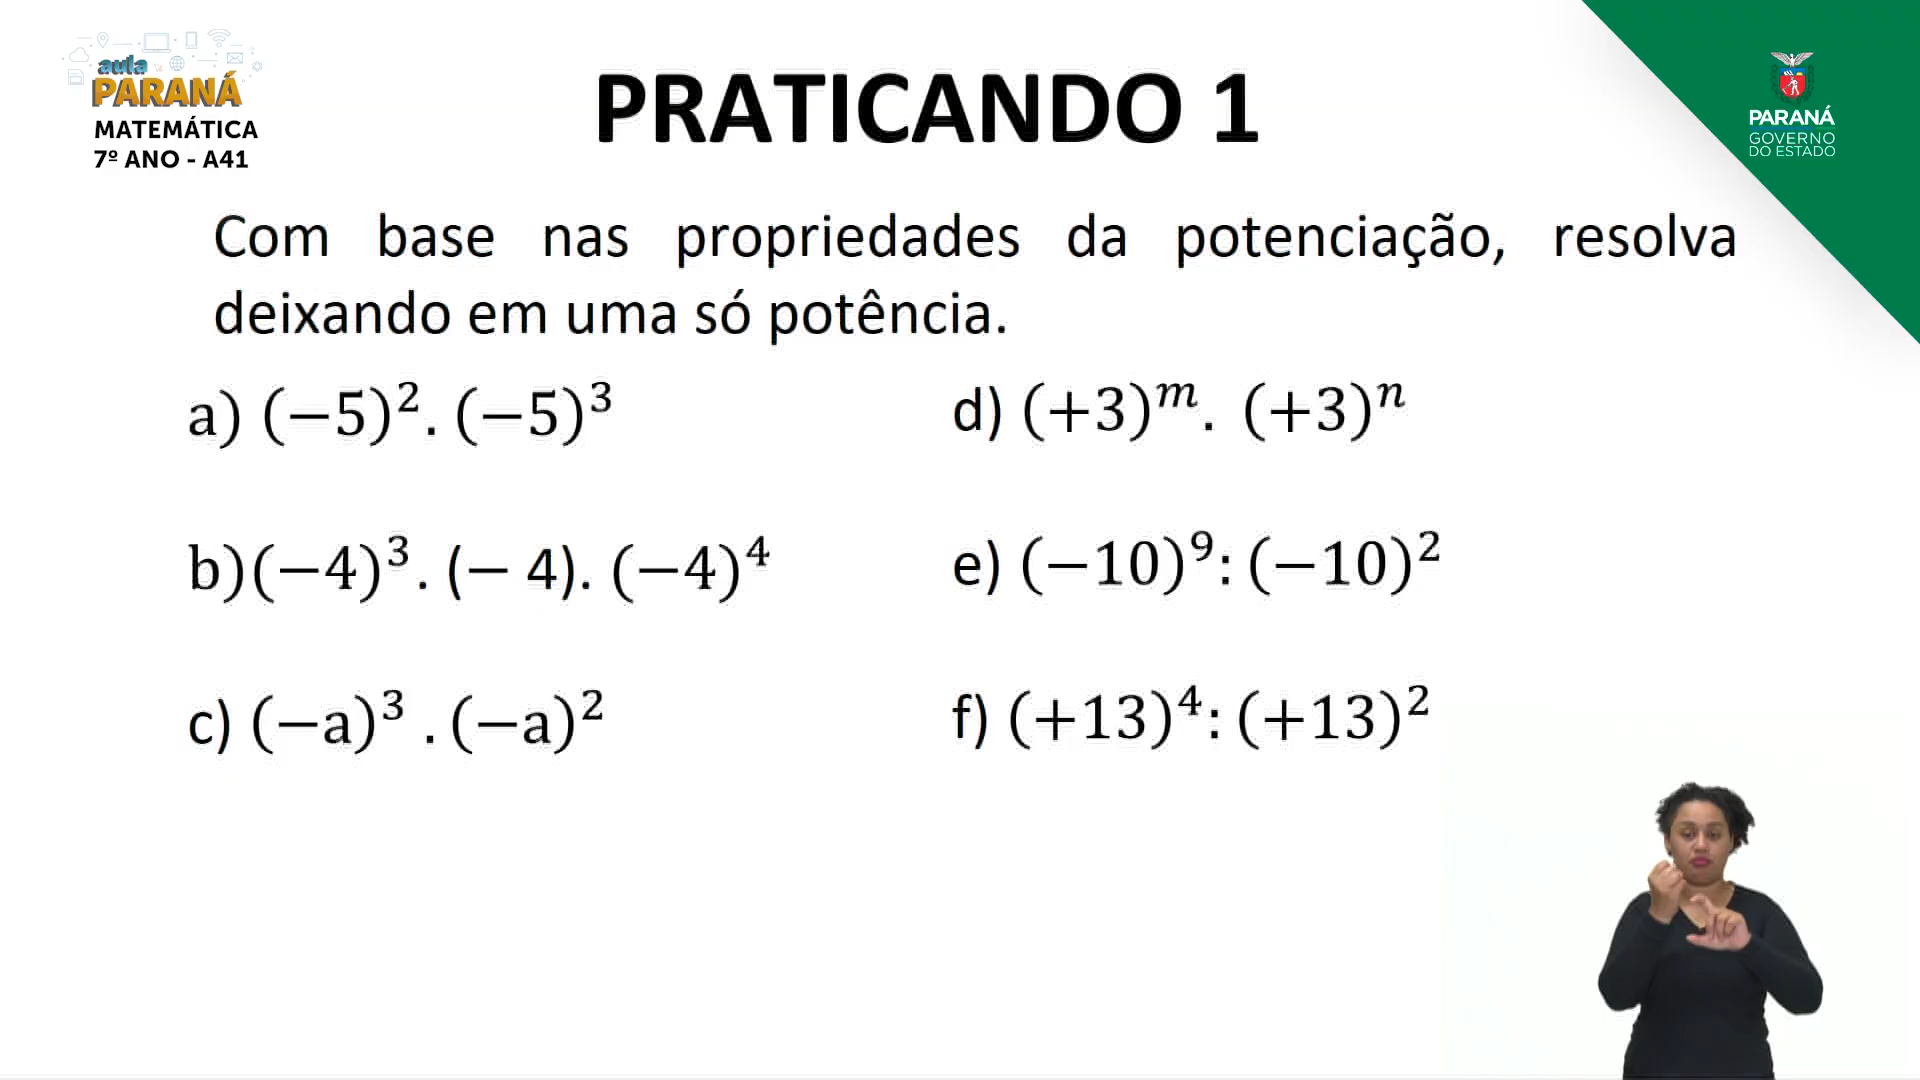 aula
PARANÁ
MATEMÁTICA
7º ANO - A41
PRATICANDO 1
PARANÁ
GOVERNO
DO ESTADO
Com base nas propriedades da potenciação, resolva
deixando em uma só potência.
a) (−5)². (−5)³
d) (+3)ᵐ. (+3)ⁿ
b)(−4)³. (− 4). (−4)⁴
e) (−10)⁹: (−10)²
c) (−a)³ . (−a)²
f) (+13)⁴: (+13)²